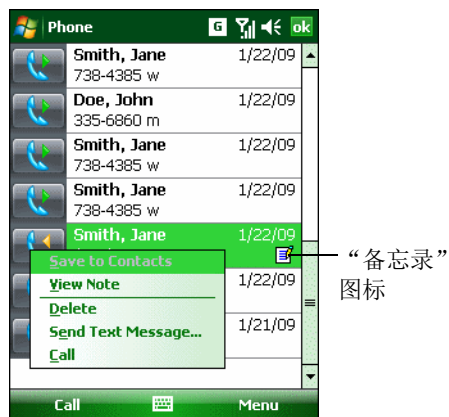 Phone G ok
Smith, Jane 1/22/09
738-4385 w
Doe, John 1/22/09
335-6860 m
Smith, Jane 1/22/09
738-4385 w
Smith, Jane 1/22/09
738-4385 w
Smith, Jane 1/22/09
Save to Contacts
View Note
Delete
Send Text Message...
Call
1/22/09
1/21/09
“备忘录”
图标
Call Menu